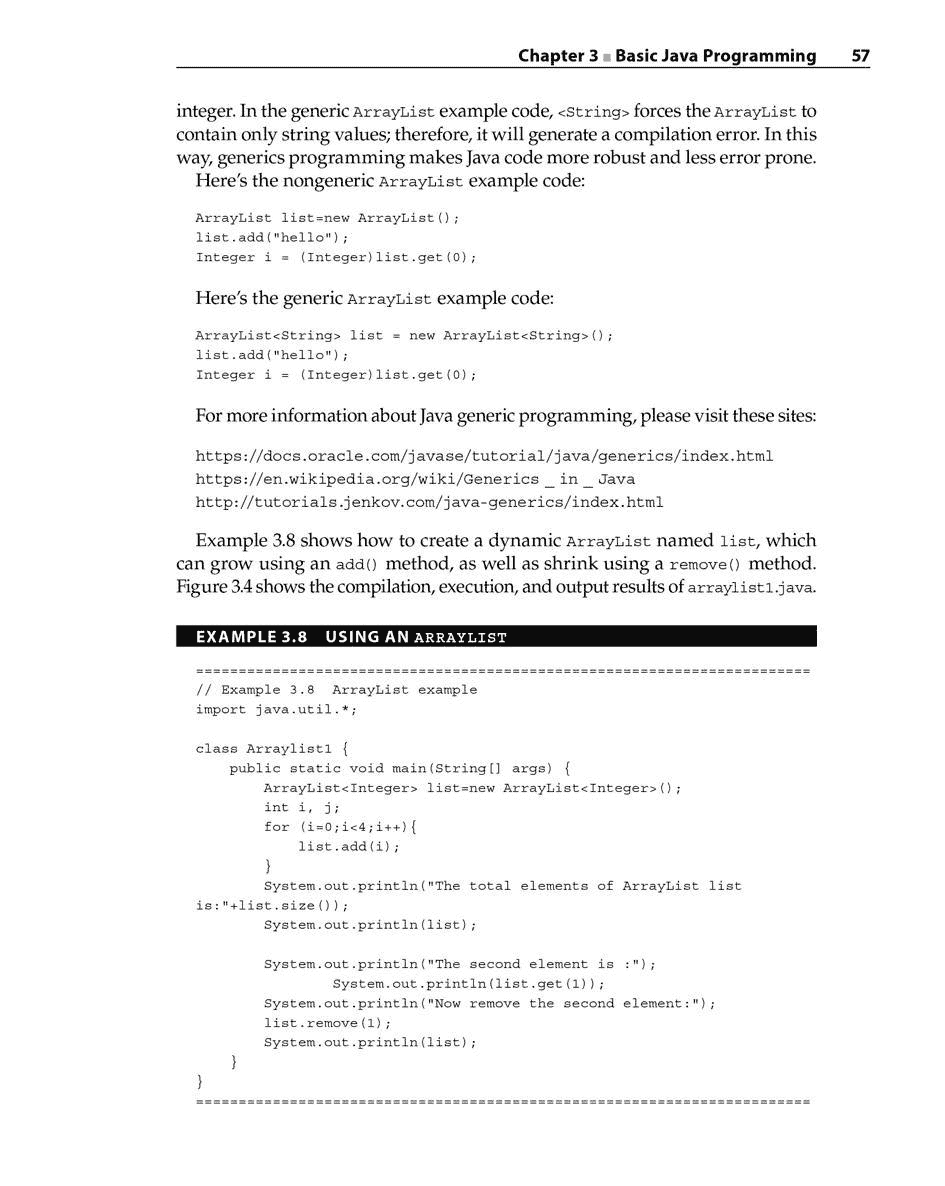 Chapter 3 ■ Basic Java Programming 57
integer. In the generic ArrayList example code, <String> forces the ArrayList to
contain only string values; therefore, it will generate a compilation error. In this
way, generics programming makes Java code more robust and less error prone.
Here’s the nongeneric ArrayList example code:
ArrayList list=new ArrayList();
list.add("hello");
Integer i = (Integer)list.get(0);
Here’s the generic ArrayList example code:
ArrayList<String> list = new ArrayList<String>();
list.add("hello");
Integer i = (Integer)list.get(0);
For more information about Java generic programming, please visit these sites:
https://docs.oracle.com/javase/tutorial/java/generics/index.html
https://en.wikipedia.org/wiki/Generics _ in _ Java
http://tutorials.jenkov.com/java-generics/index.html
Example 3.8 shows how to create a dynamic ArrayList named list, which
can grow using an add() method, as well as shrink using a remove() method.
Figure 3.4 shows the compilation, execution, and output results of arraylist1.java.
EXAMPLE 3.8 USING AN ARRAYLIST
========================================================================
// Example 3.8  ArrayList example
import java.util.*;
class Arraylist1 {
    public static void main(String[] args) {
        ArrayList<Integer> list=new ArrayList<Integer>();
        int i, j;
        for (i=0;i<4;i++){
            list.add(i);
        }
        System.out.println("The total elements of ArrayList list
is:"+list.size());
        System.out.println(list);
        System.out.println("The second element is :");
                System.out.println(list.get(1));
        System.out.println("Now remove the second element:");
        list.remove(1);
        System.out.println(list);
    }
}
========================================================================